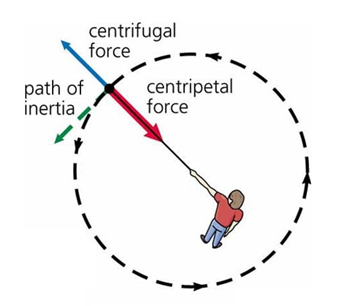 centrifugal
force
path of
inertia
centripetal
force